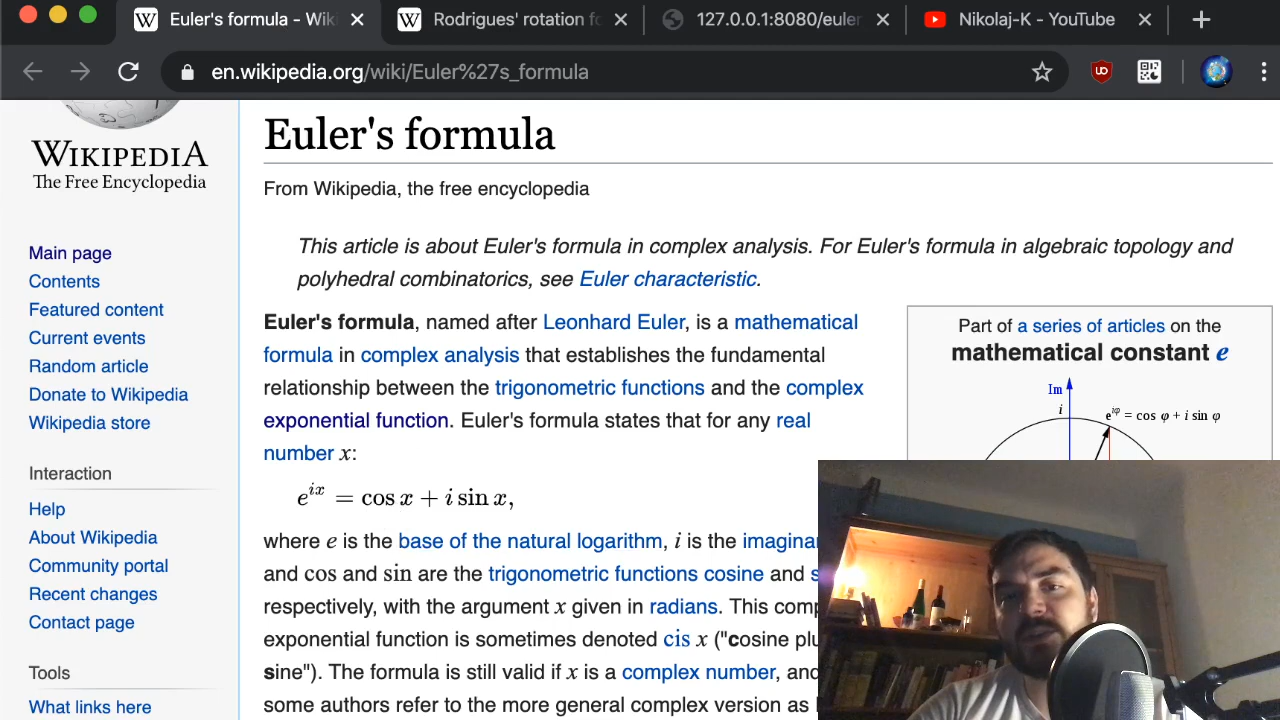 Euler's formula - Wiki
Rodrigues' rotation fo
127.0.0.1:8080/euler
Nikolaj-K - YouTube
en.wikipedia.org/wiki/Euler%27s_formula
WIKIPEDIA
The Free Encyclopedia
Main page
Contents
Featured content
Current events
Random article
Donate to Wikipedia
Wikipedia store
Interaction
Help
About Wikipedia
Community portal
Recent changes
Contact page
Tools
What links here
Euler's formula
From Wikipedia, the free encyclopedia
This article is about Euler's formula in complex analysis. For Euler's formula in algebraic topology and
polyhedral combinatorics, see Euler characteristic.
Euler's formula, named after Leonhard Euler, is a mathematical
formula in complex analysis that establishes the fundamental
relationship between the trigonometric functions and the complex
exponential function. Euler's formula states that for any real
number x:
e^{ix} = cos x + i sin x,
where e is the base of the natural logarithm, i is the imaginar
and cos and sin are the trigonometric functions cosine and s
respectively, with the argument x given in radians. This comp
exponential function is sometimes denoted cis x ("cosine plu
sine"). The formula is still valid if x is a complex number, and
some authors refer to the more general complex version as
Part of a series of articles on the
mathematical constant e
Im
i
e^{iφ} = cos φ + i sin φ